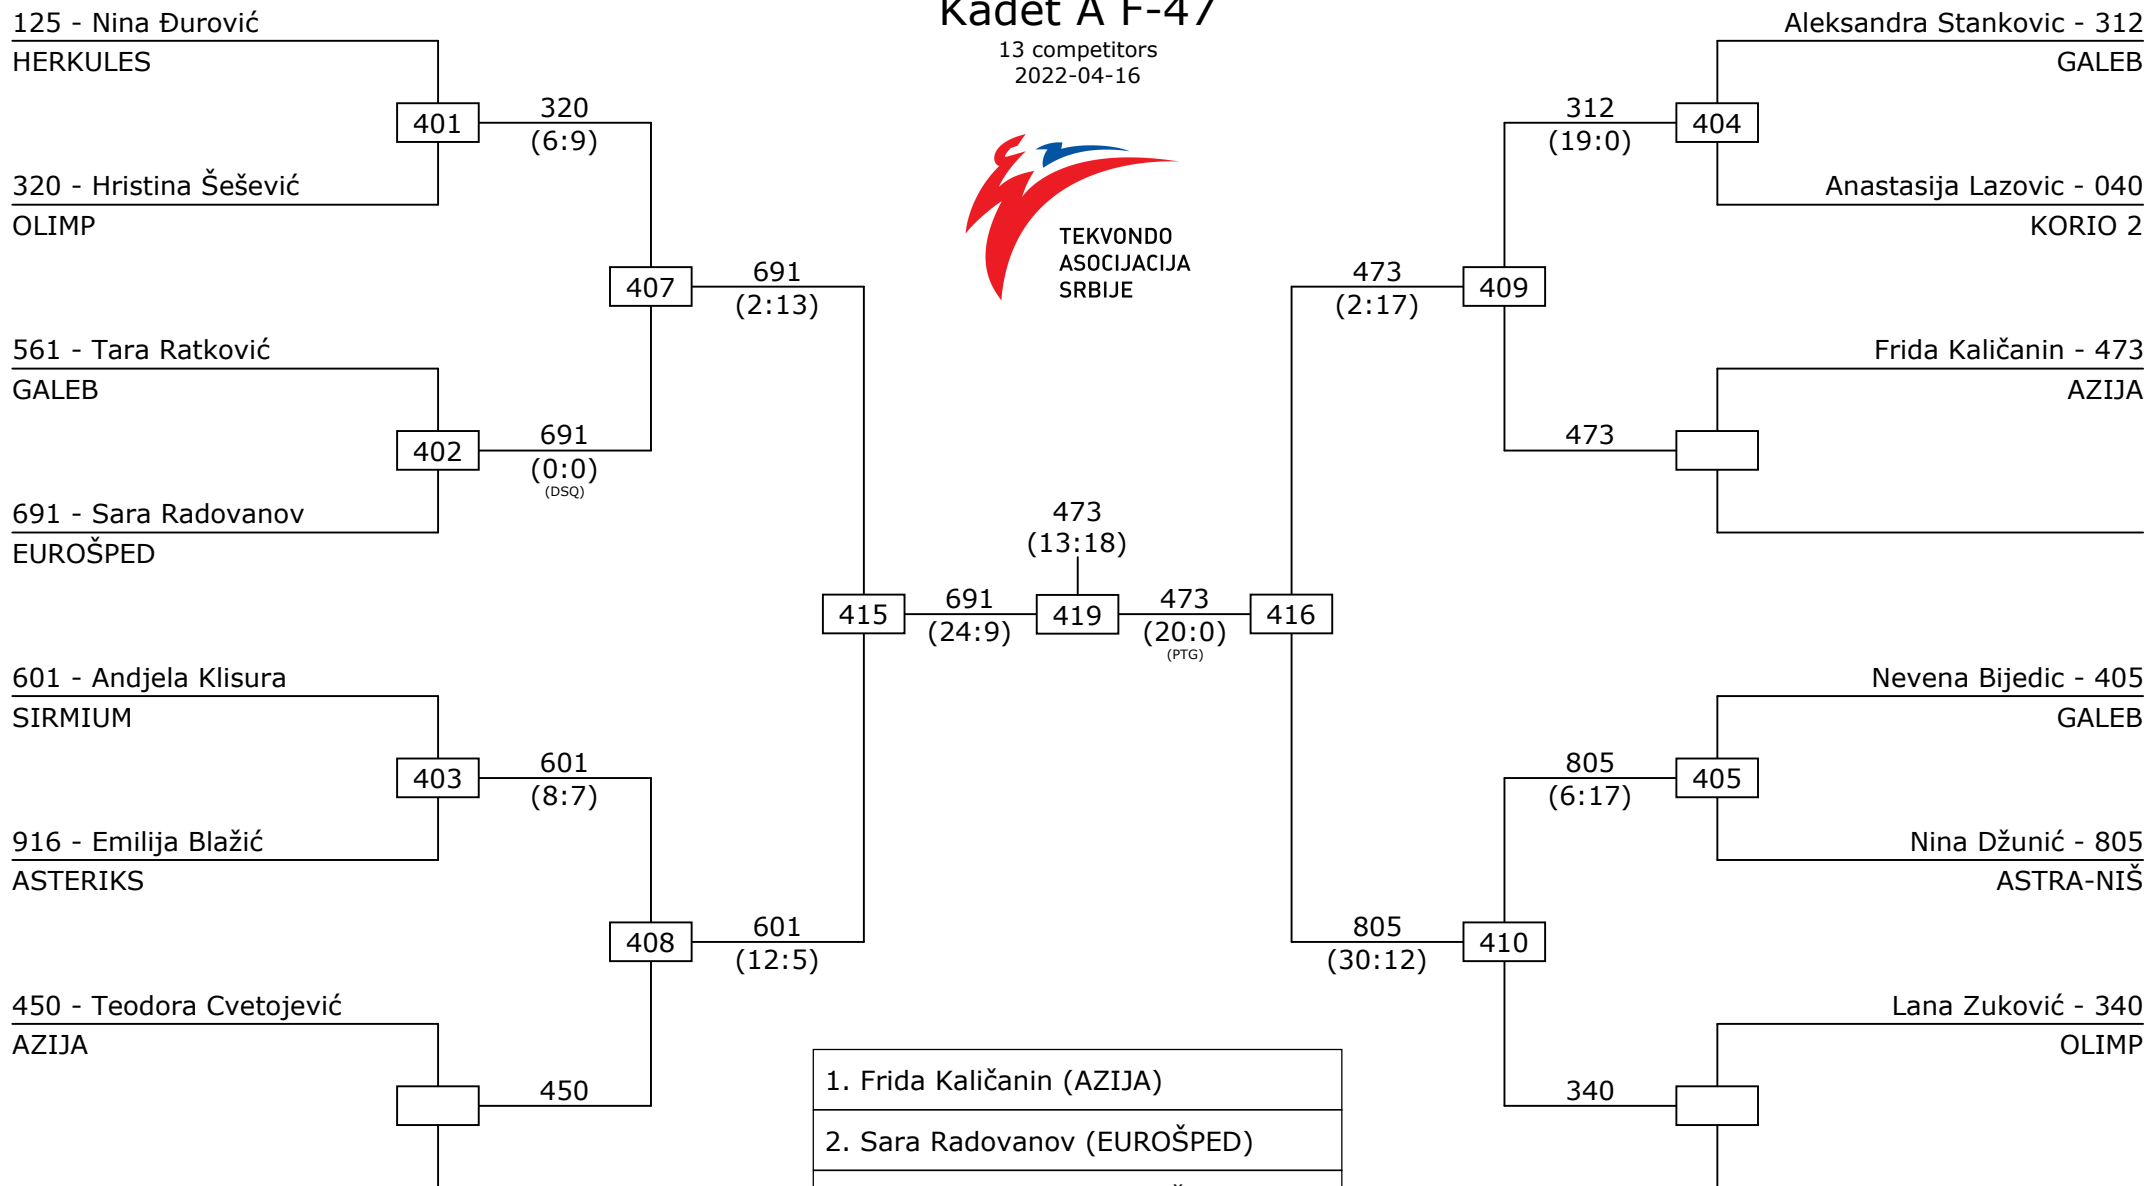 Kadet A F-47
13 competitors
2022-04-16
TEKVONDO
ASOCIJACIJA
SRBIJE
125 - Nina Đurović
HERKULES
401
320
(6:9)
320 - Hristina Šešević
OLIMP
407
691
(2:13)
561 - Tara Ratković
GALEB
402
691
(0:0)
(DSQ)
691 - Sara Radovanov
EUROŠPED
601 - Andjela Klisura
SIRMIUM
403
601
(8:7)
916 - Emilija Blažić
ASTERIKS
408
601
(12:5)
450 - Teodora Cvetojević
AZIJA
450
415
691
(24:9)
473
(13:18)
419
473
(20:0)
(PTG)
416
Aleksandra Stankovic - 312
GALEB
312
(19:0)
404
Anastasija Lazovic - 040
KORIO 2
473
(2:17)
409
Frida Kaličanin - 473
AZIJA
473
Nevena Bijedic - 405
GALEB
805
(6:17)
405
Nina Džunić - 805
ASTRA-NIŠ
805
(30:12)
410
Lana Zuković - 340
OLIMP
340
1. Frida Kaličanin (AZIJA)
2. Sara Radovanov (EUROŠPED)